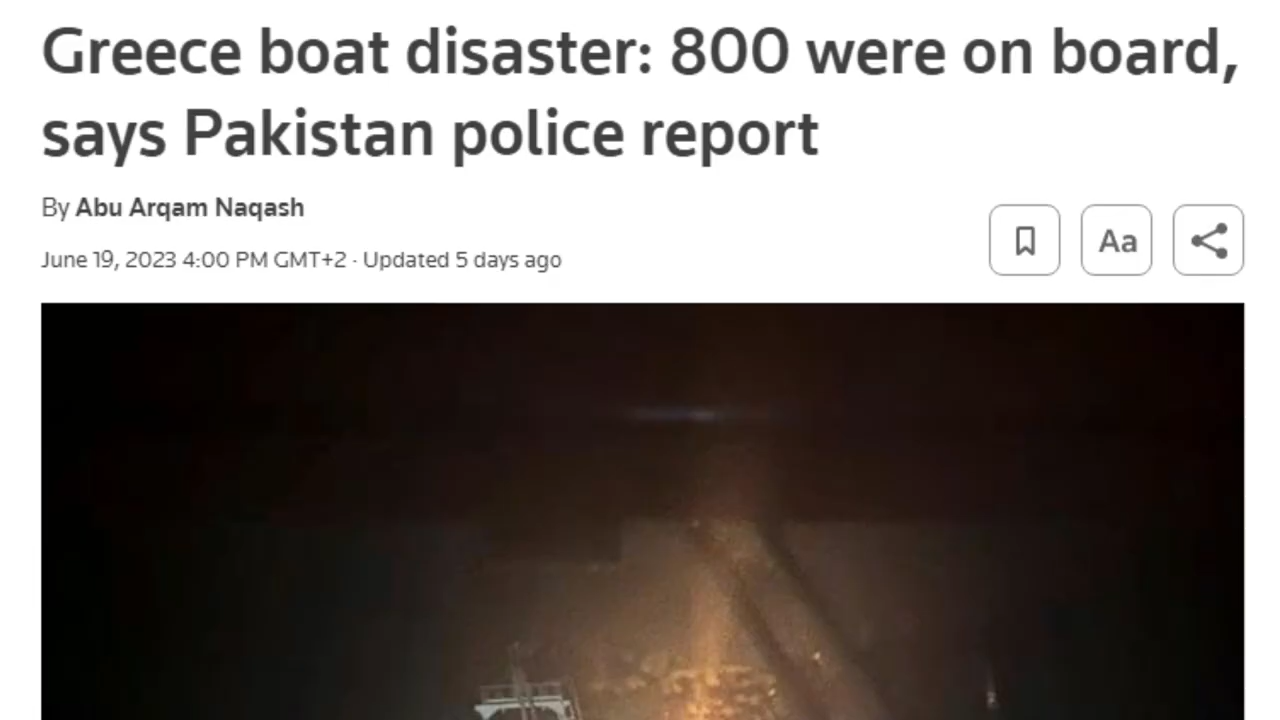 Greece boat disaster: 800 were on board,
says Pakistan police report
By Abu Arqam Naqash
June 19, 2023 4:00 PM GMT+2 · Updated 5 days ago
Aa